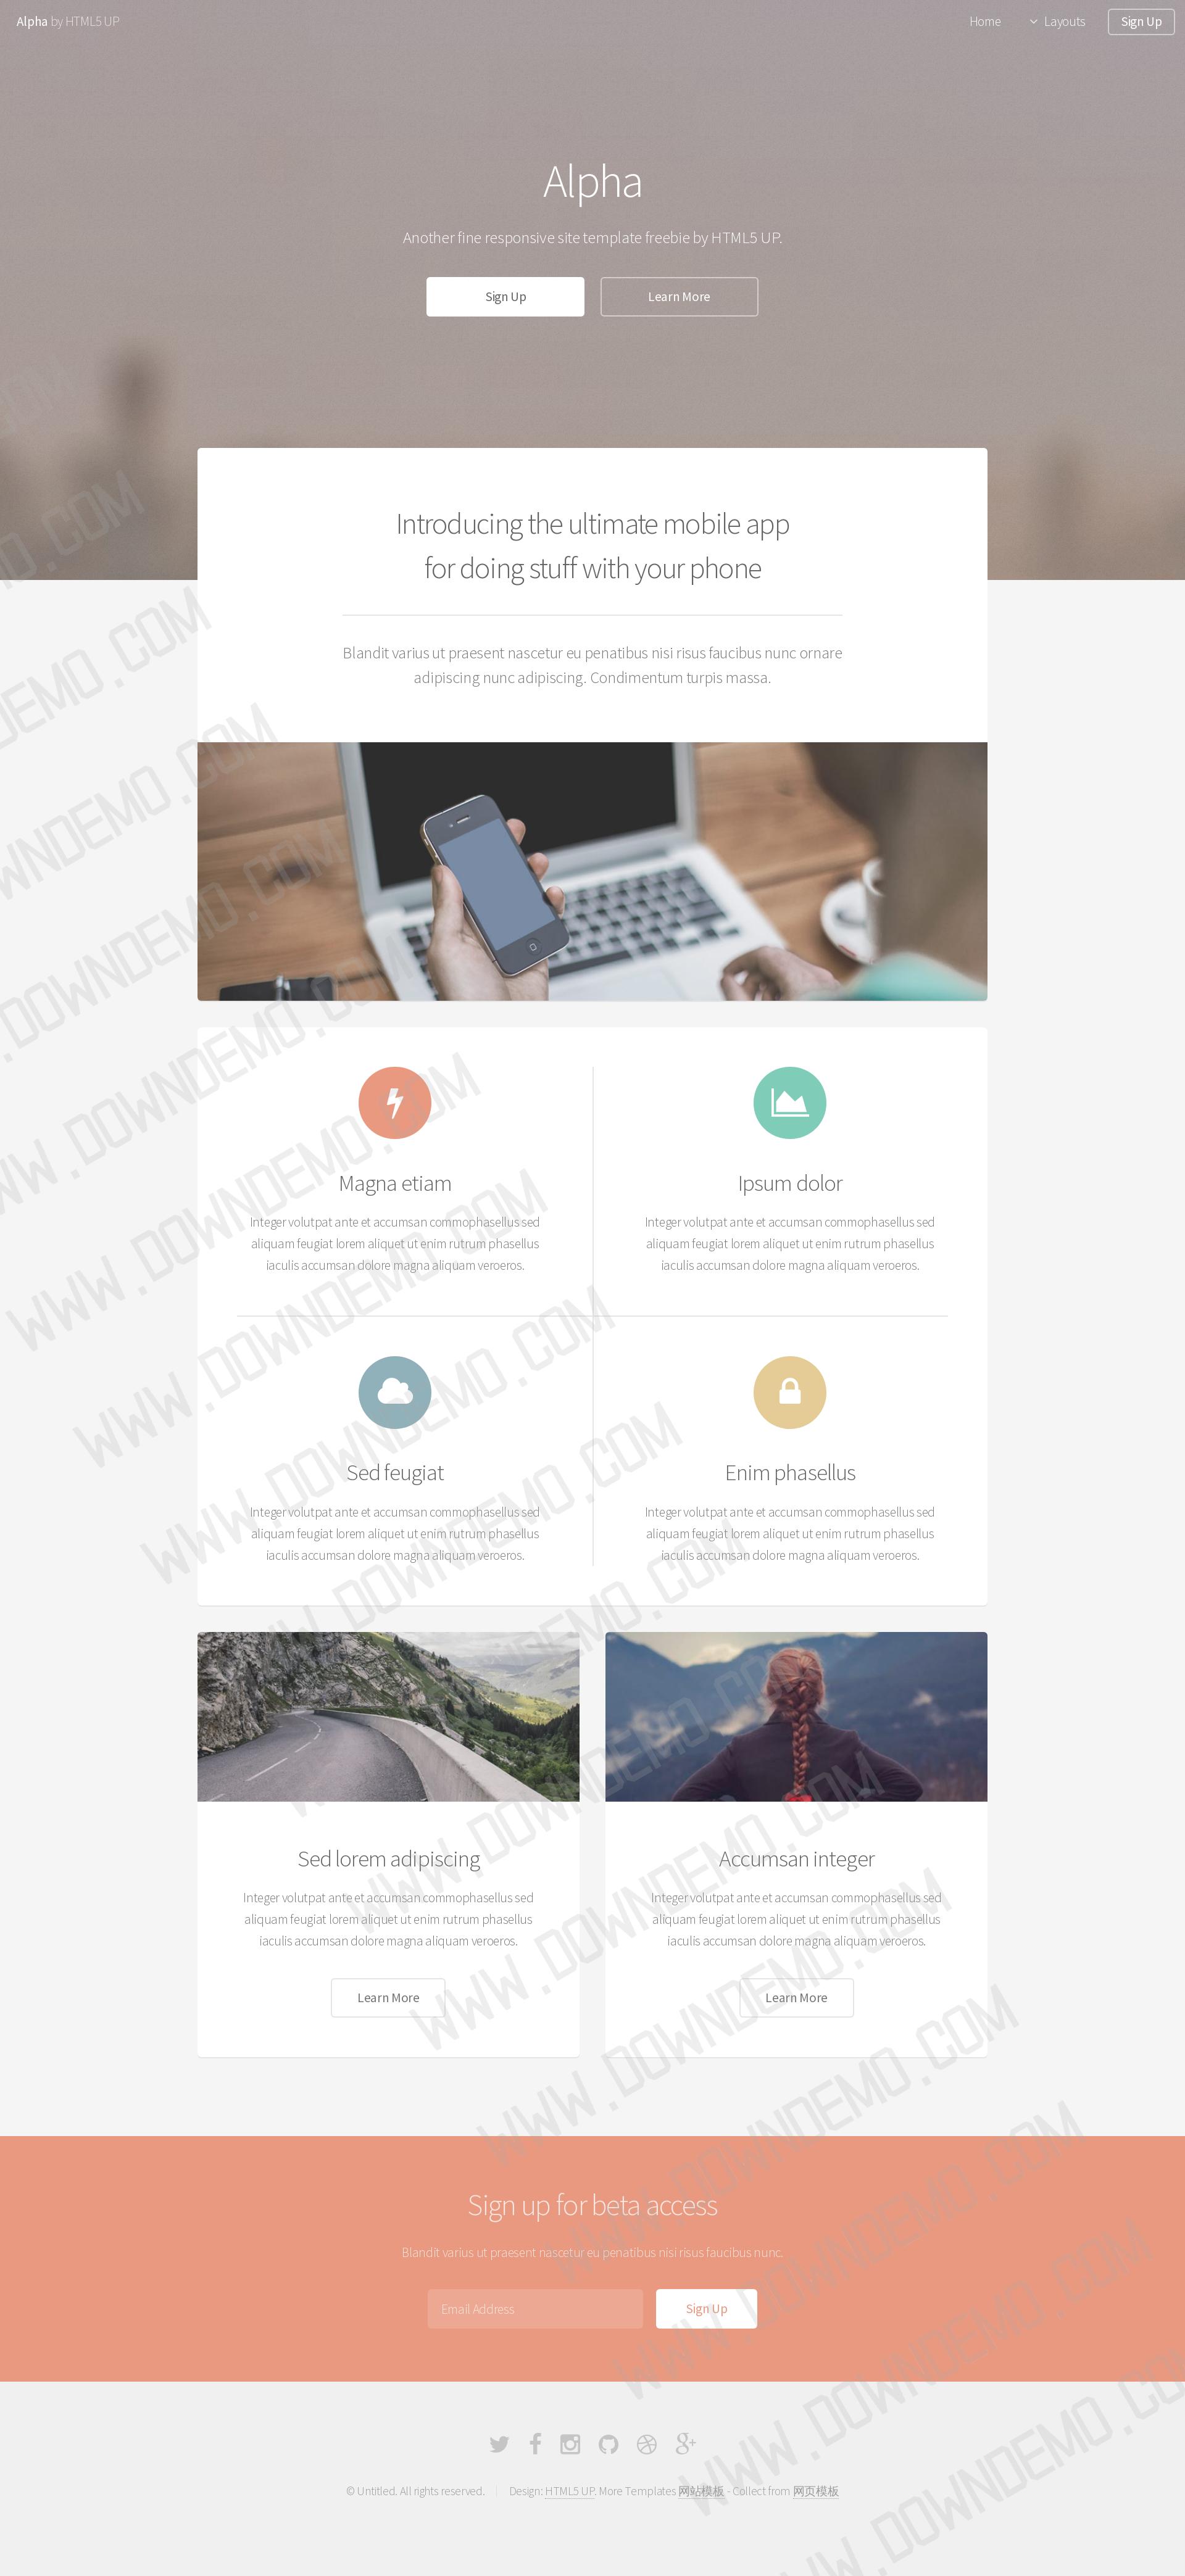 Alpha by HTML5 UP
Home
Layouts
Sign Up
Alpha
Another fine responsive site template freebie by HTML5 UP.
Sign Up
Learn More
Introducing the ultimate mobile app
for doing stuff with your phone
Blandit varius ut praesent nascetur eu penatibus nisi risus faucibus nunc ornare
adipiscing nunc adipiscing. Condimentum turpis massa.
Magna etiam
Integer volutpat ante et accumsan commophasellus sed
aliquam feugiat lorem aliquet ut enim rutrum phasellus
iaculis accumsan dolore magna aliquam veroeros.
Ipsum dolor
Integer volutpat ante et accumsan commophasellus sed
aliquam feugiat lorem aliquet ut enim rutrum phasellus
iaculis accumsan dolore magna aliquam veroeros.
Sed feugiat
Integer volutpat ante et accumsan commophasellus sed
aliquam feugiat lorem aliquet ut enim rutrum phasellus
iaculis accumsan dolore magna aliquam veroeros.
Enim phasellus
Integer volutpat ante et accumsan commophasellus sed
aliquam feugiat lorem aliquet ut enim rutrum phasellus
iaculis accumsan dolore magna aliquam veroeros.
Sed lorem adipiscing
Integer volutpat ante et accumsan commophasellus sed
aliquam feugiat lorem aliquet ut enim rutrum phasellus
iaculis accumsan dolore magna aliquam veroeros.
Learn More
Accumsan integer
Integer volutpat ante et accumsan commophasellus sed
aliquam feugiat lorem aliquet ut enim rutrum phasellus
iaculis accumsan dolore magna aliquam veroeros.
Learn More
Sign up for beta access
Blandit varius ut praesent nascetur eu penatibus nisi risus faucibus nunc.
Email Address
Sign Up
© Untitled. All rights reserved.
Design: HTML5 UP. More Templates 网站模板 - Collect from 网页模板
WWW.DOWNDEMO.COM